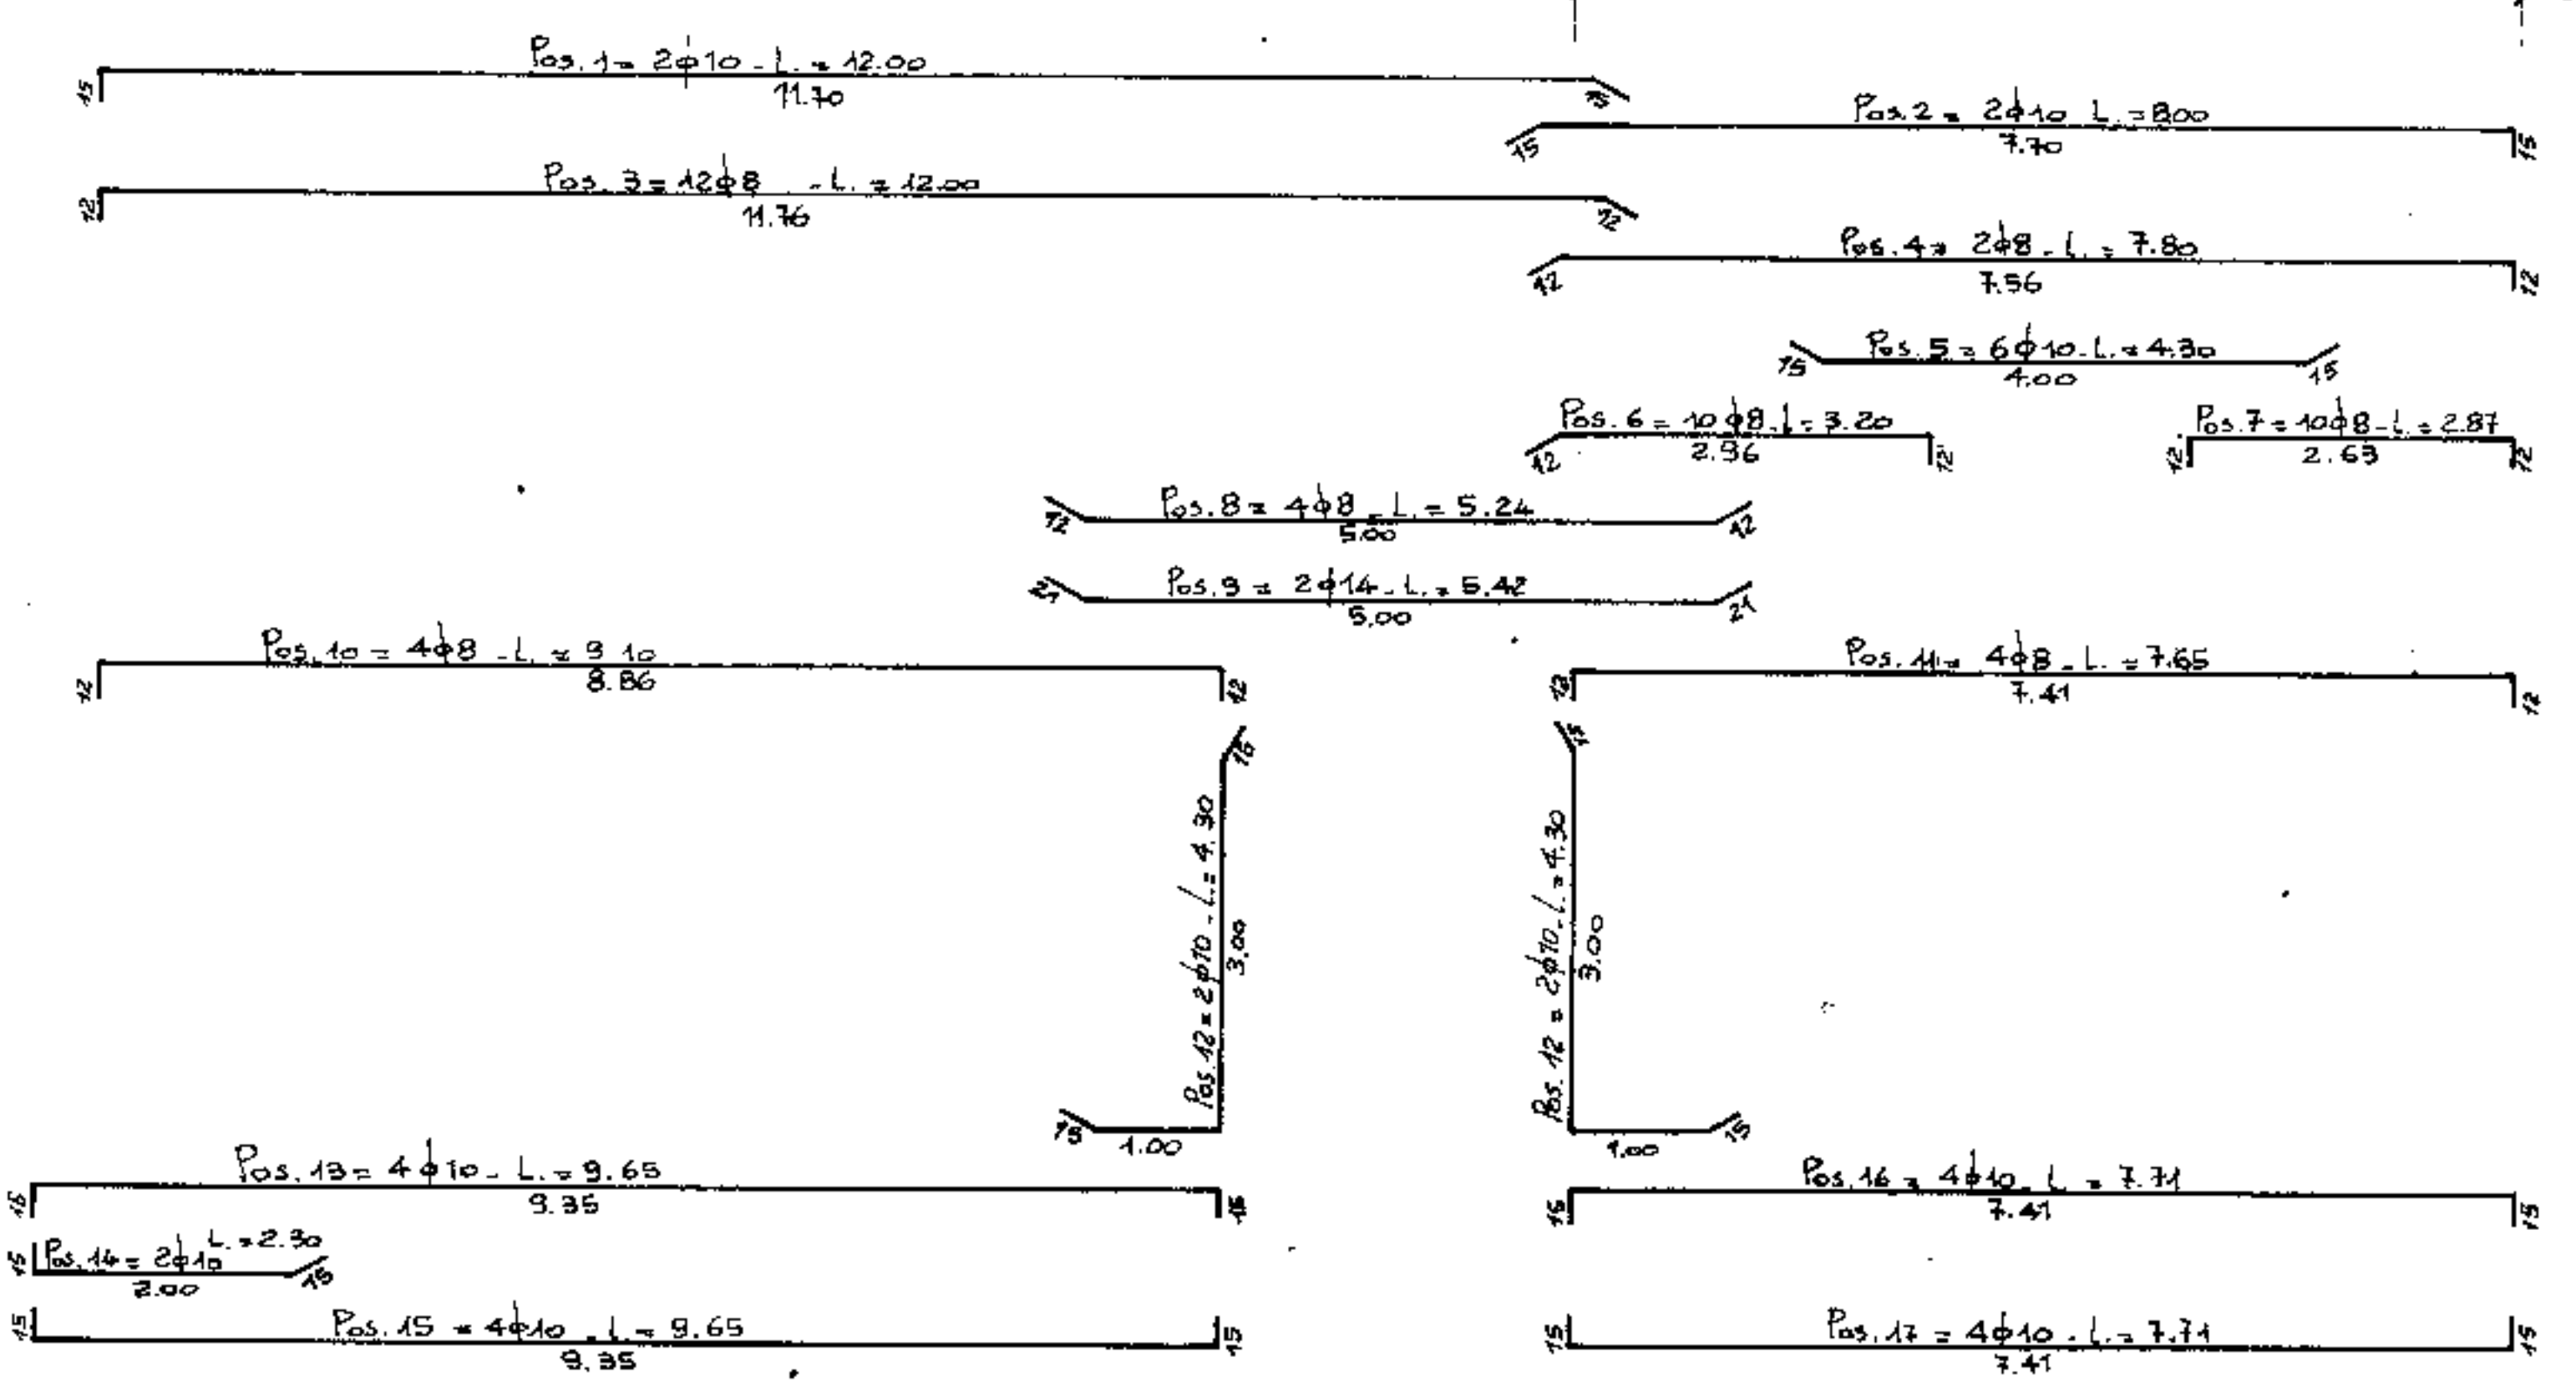 Pos. 1 = 2ϕ10 - L. = 12.00
15
11.70
15
Pos. 2 = 2ϕ10 L. = 8.00
15
7.70
15
Pos. 3 = 12ϕ8 - L. = 12.00
12
11.76
12
Pos. 4 = 2ϕ8 - L. = 7.80
12
7.56
12
Pos. 5 = 6ϕ10 - L. = 4.30
15
4.00
15
Pos. 6 = 10ϕ8 - L = 3.20
12
2.96
12
Pos. 7 = 10ϕ8 - L. = 2.87
12
2.63
12
Pos. 8 = 4ϕ8 - L. = 5.24
12
5.00
12
Pos. 9 = 2ϕ14 - L. = 5.42
21
5.00
21
Pos. 10 = 4ϕ8 - L. = 9 10
12
8.86
12
Pos. 11 = 4ϕ8 - L. = 7.65
12
7.41
12
15
Pos. 12 = 2ϕ10 - L. = 4.30
3.00
15
1.00
15
Pos. 12 = 2ϕ10 - L. = 4.30
3.00
1.00
15
Pos. 13 = 4ϕ10 - L. = 9.65
15
9.35
15
Pos. 16 = 4ϕ10 - L = 7.71
15
7.41
15
L. = 2.30
15 Pos. 14 = 2ϕ10
2.00
15
Pos. 15 = 4ϕ10 - L. = 9.65
15
9.35
15
Pos. 17 = 4ϕ10 - L. = 7.71
15
7.41
15